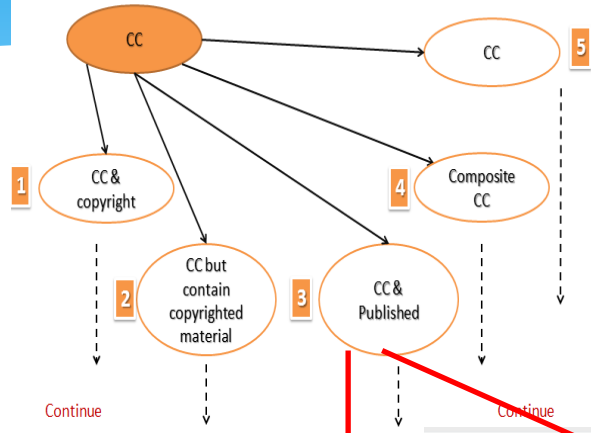 CC
CC
5
1
CC &
copyright
4
Composite
CC
2
CC but
contain
copyrighted
material
3
CC &
Published
Continue
Continue